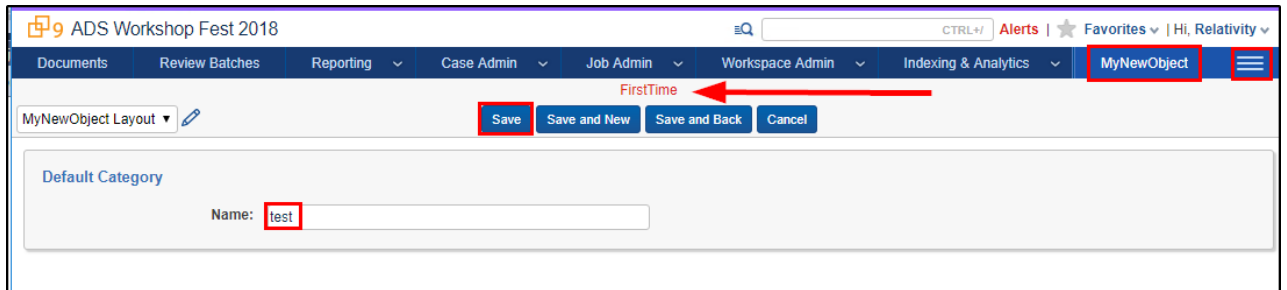 9 ADS Workshop Fest 2018 CTRL+/ Alerts | Favorites | Hi, Relativity
Documents Review Batches Reporting Case Admin Job Admin Workspace Admin Indexing & Analytics MyNewObject
FirstTime
MyNewObject Layout Save Save and New Save and Back Cancel
Default Category
Name: test